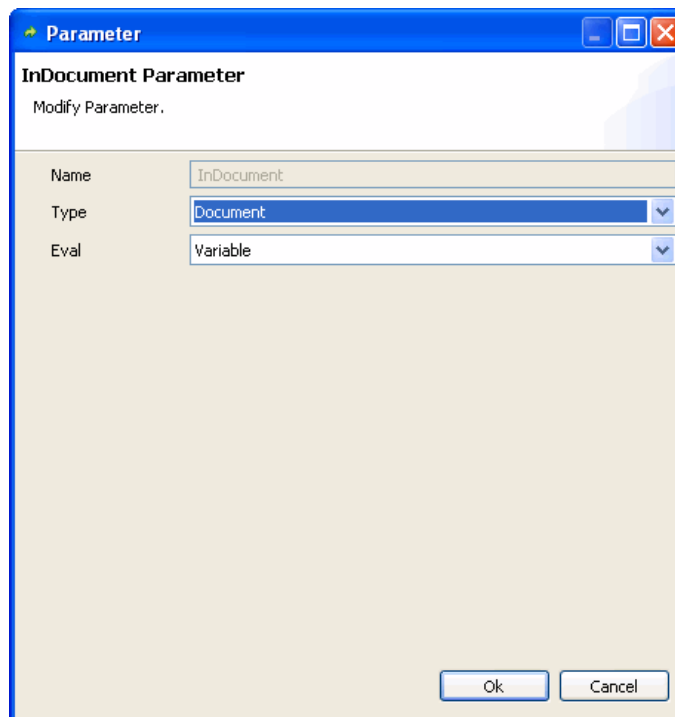 Parameter
InDocument Parameter
Modify Parameter.
Name InDocument
Type Document
Eval Variable
Ok Cancel